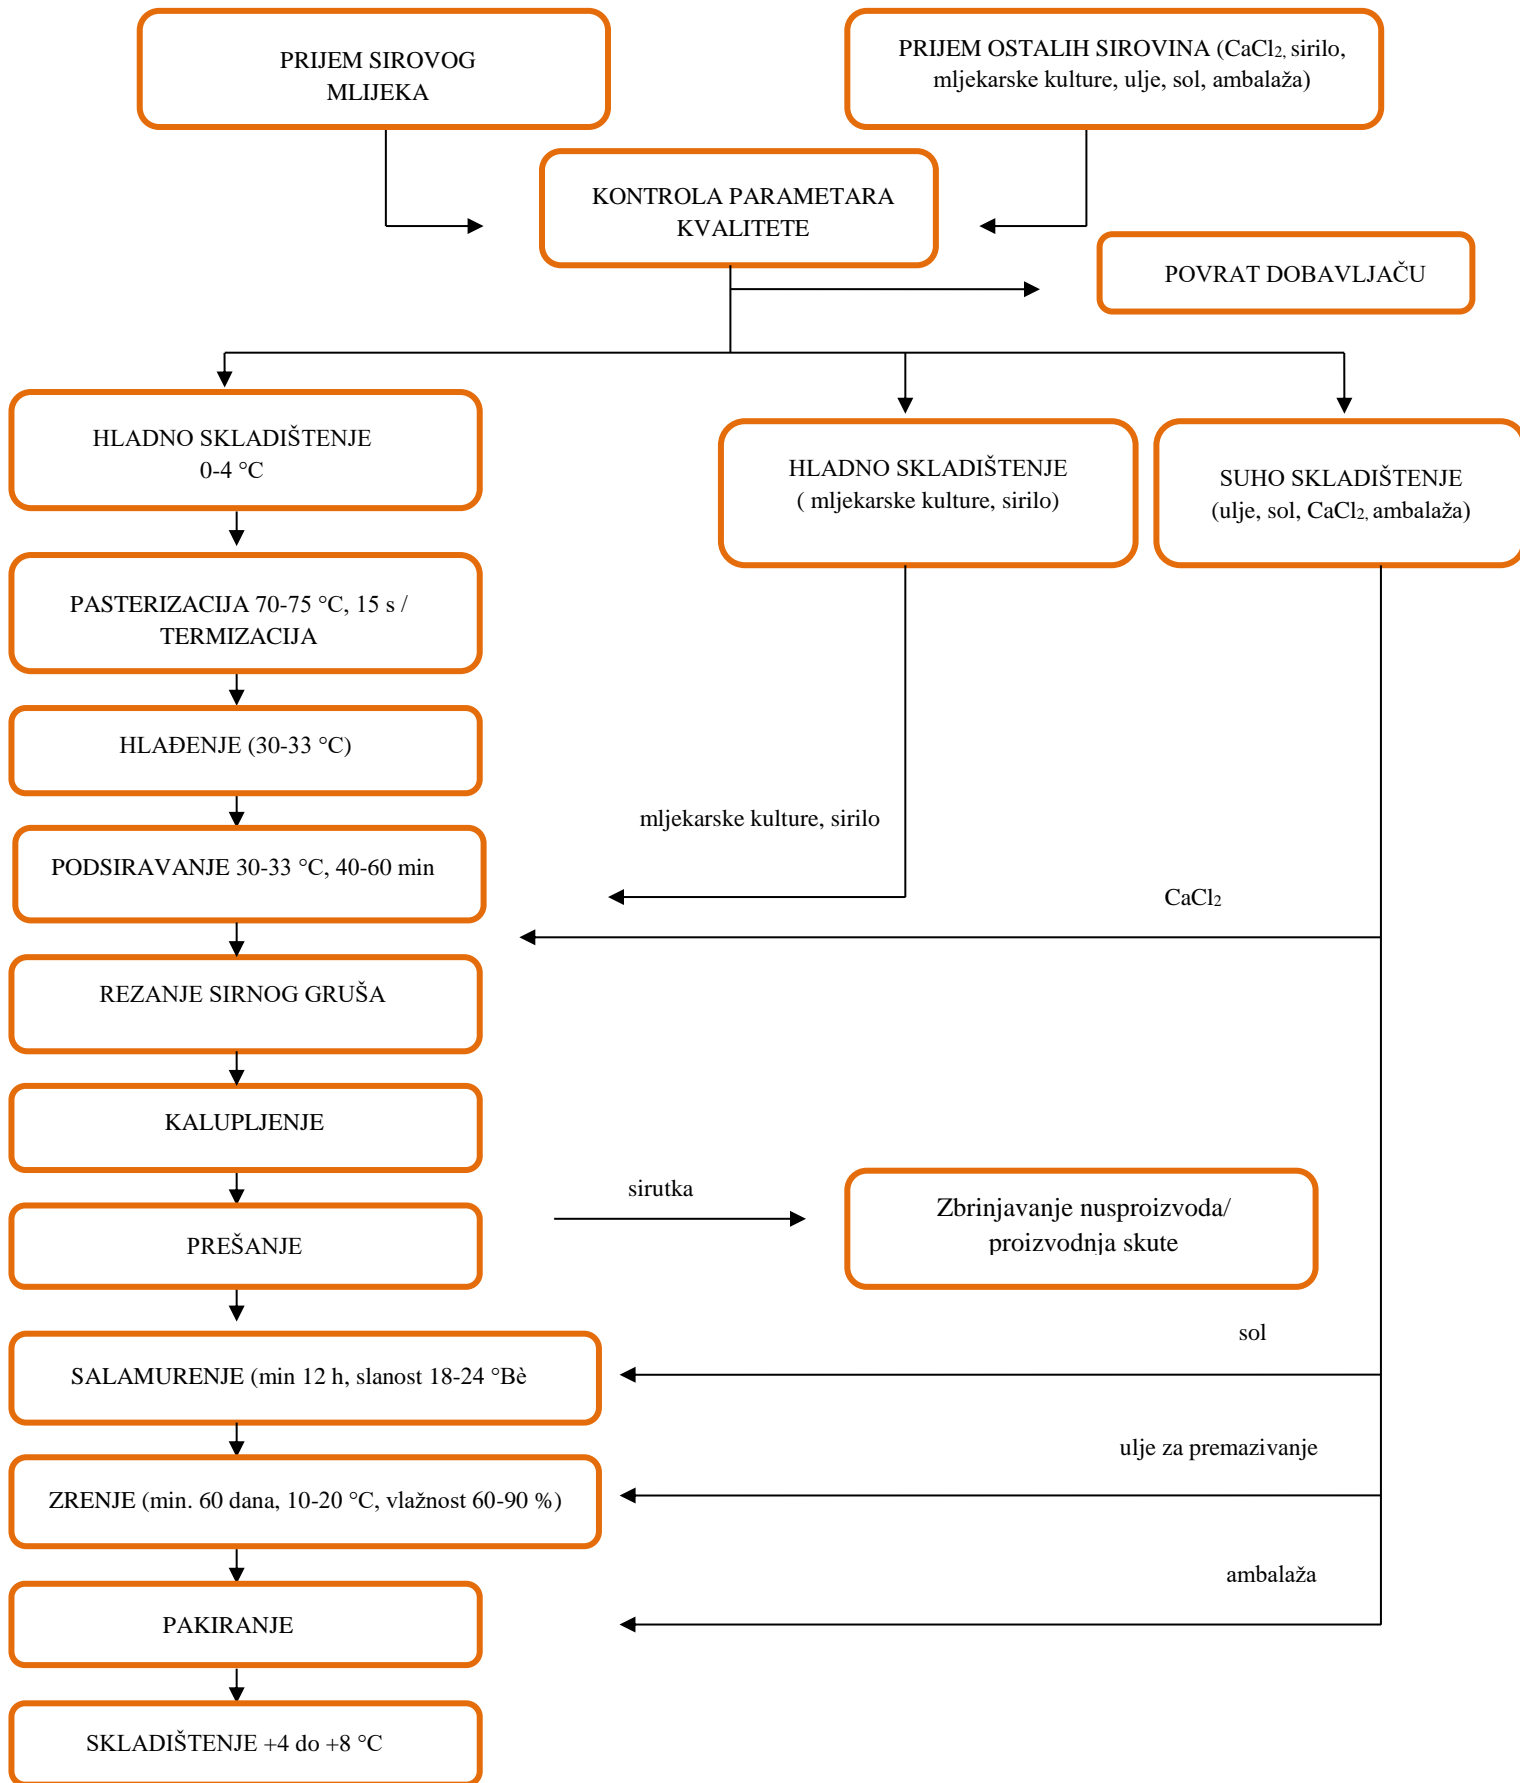 PRIJEM SIROVOG
MLIJEKA
PRIJEM OSTALIH SIROVINA (CaCl₂, sirilo,
mljekarske kulture, ulje, sol, ambalaža)
KONTROLA PARAMETARA
KVALITETE
POVRAT DOBAVLJAČU
HLADNO SKLADIŠTENJE
0-4 °C
HLADNO SKLADIŠTENJE
( mljekarske kulture, sirilo)
SUHO SKLADIŠTENJE
(ulje, sol, CaCl₂, ambalaža)
PASTERIZACIJA 70-75 °C, 15 s /
TERMIZACIJA
HLAĐENJE (30-33 °C)
mljekarske kulture, sirilo
PODSIRAVANJE 30-33 °C, 40-60 min
CaCl₂
REZANJE SIRNOG GRUŠA
KALUPLJENJE
sirutka
PREŠANJE
Zbrinjavanje nusproizvoda/
proizvodnja skute
sol
SALAMURENJE (min 12 h, slanost 18-24 °Bè
ulje za premazivanje
ZRENJE (min. 60 dana, 10-20 °C, vlažnost 60-90 %)
ambalaža
PAKIRANJE
SKLADIŠTENJE +4 do +8 °C